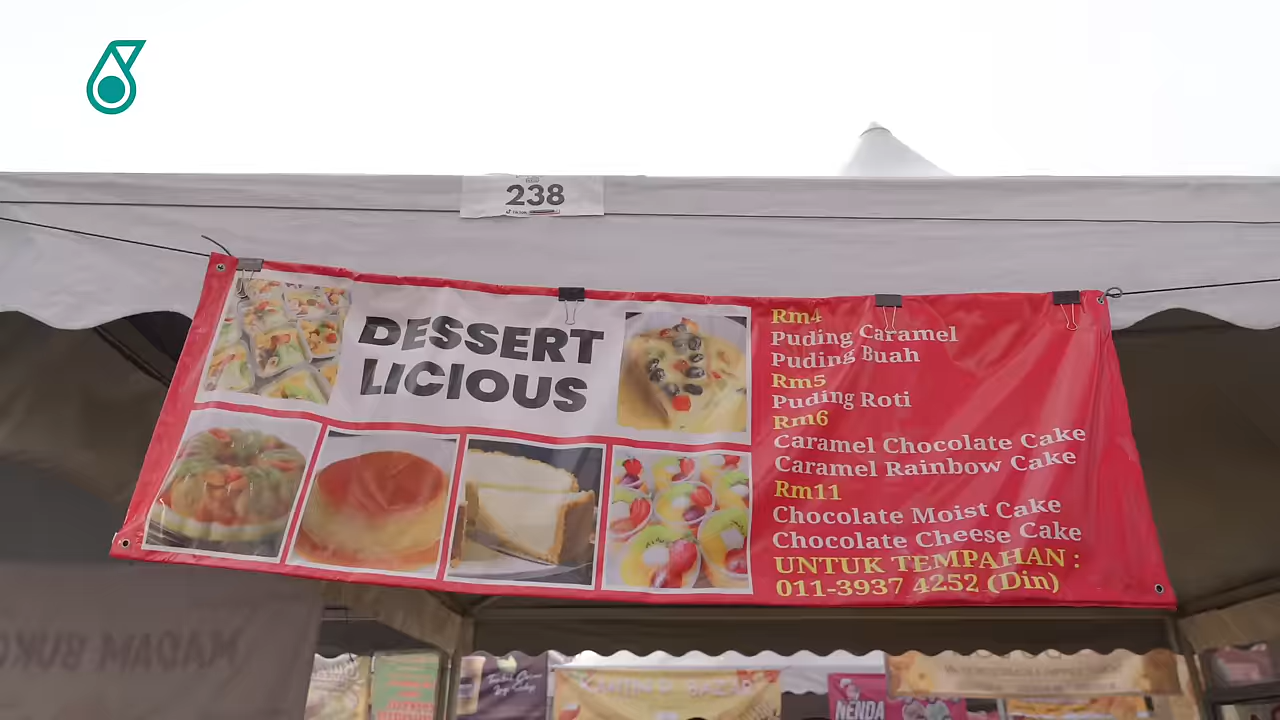 238
DESSERT
LICIOUS
Rm4
Puding Caramel
Puding Buah
Rm5
Puding Roti
Rm6
Caramel Chocolate Cake
Caramel Rainbow Cake
Rm11
Chocolate Moist Cake
Chocolate Cheese Cake
UNTUK TEMPAHAN :
011-3937 4252 (Din)
MADAM
NENDA